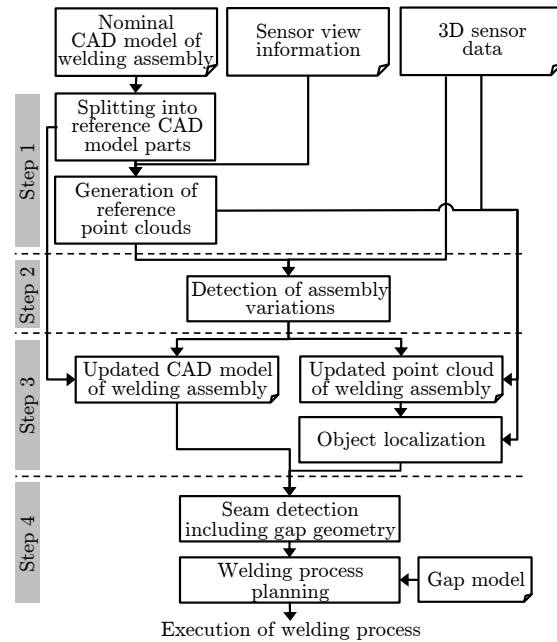 Nominal
CAD model of
welding assembly
Sensor view
information
3D sensor
data
Step 1
Splitting into
reference CAD
model parts
Generation of
reference
point clouds
Step 2
Detection of assembly
variations
Step 3
Updated CAD model
of welding assembly
Updated point cloud
of welding assembly
Object localization
Step 4
Seam detection
including gap geometry
Welding process
planning
Gap model
Execution of welding process